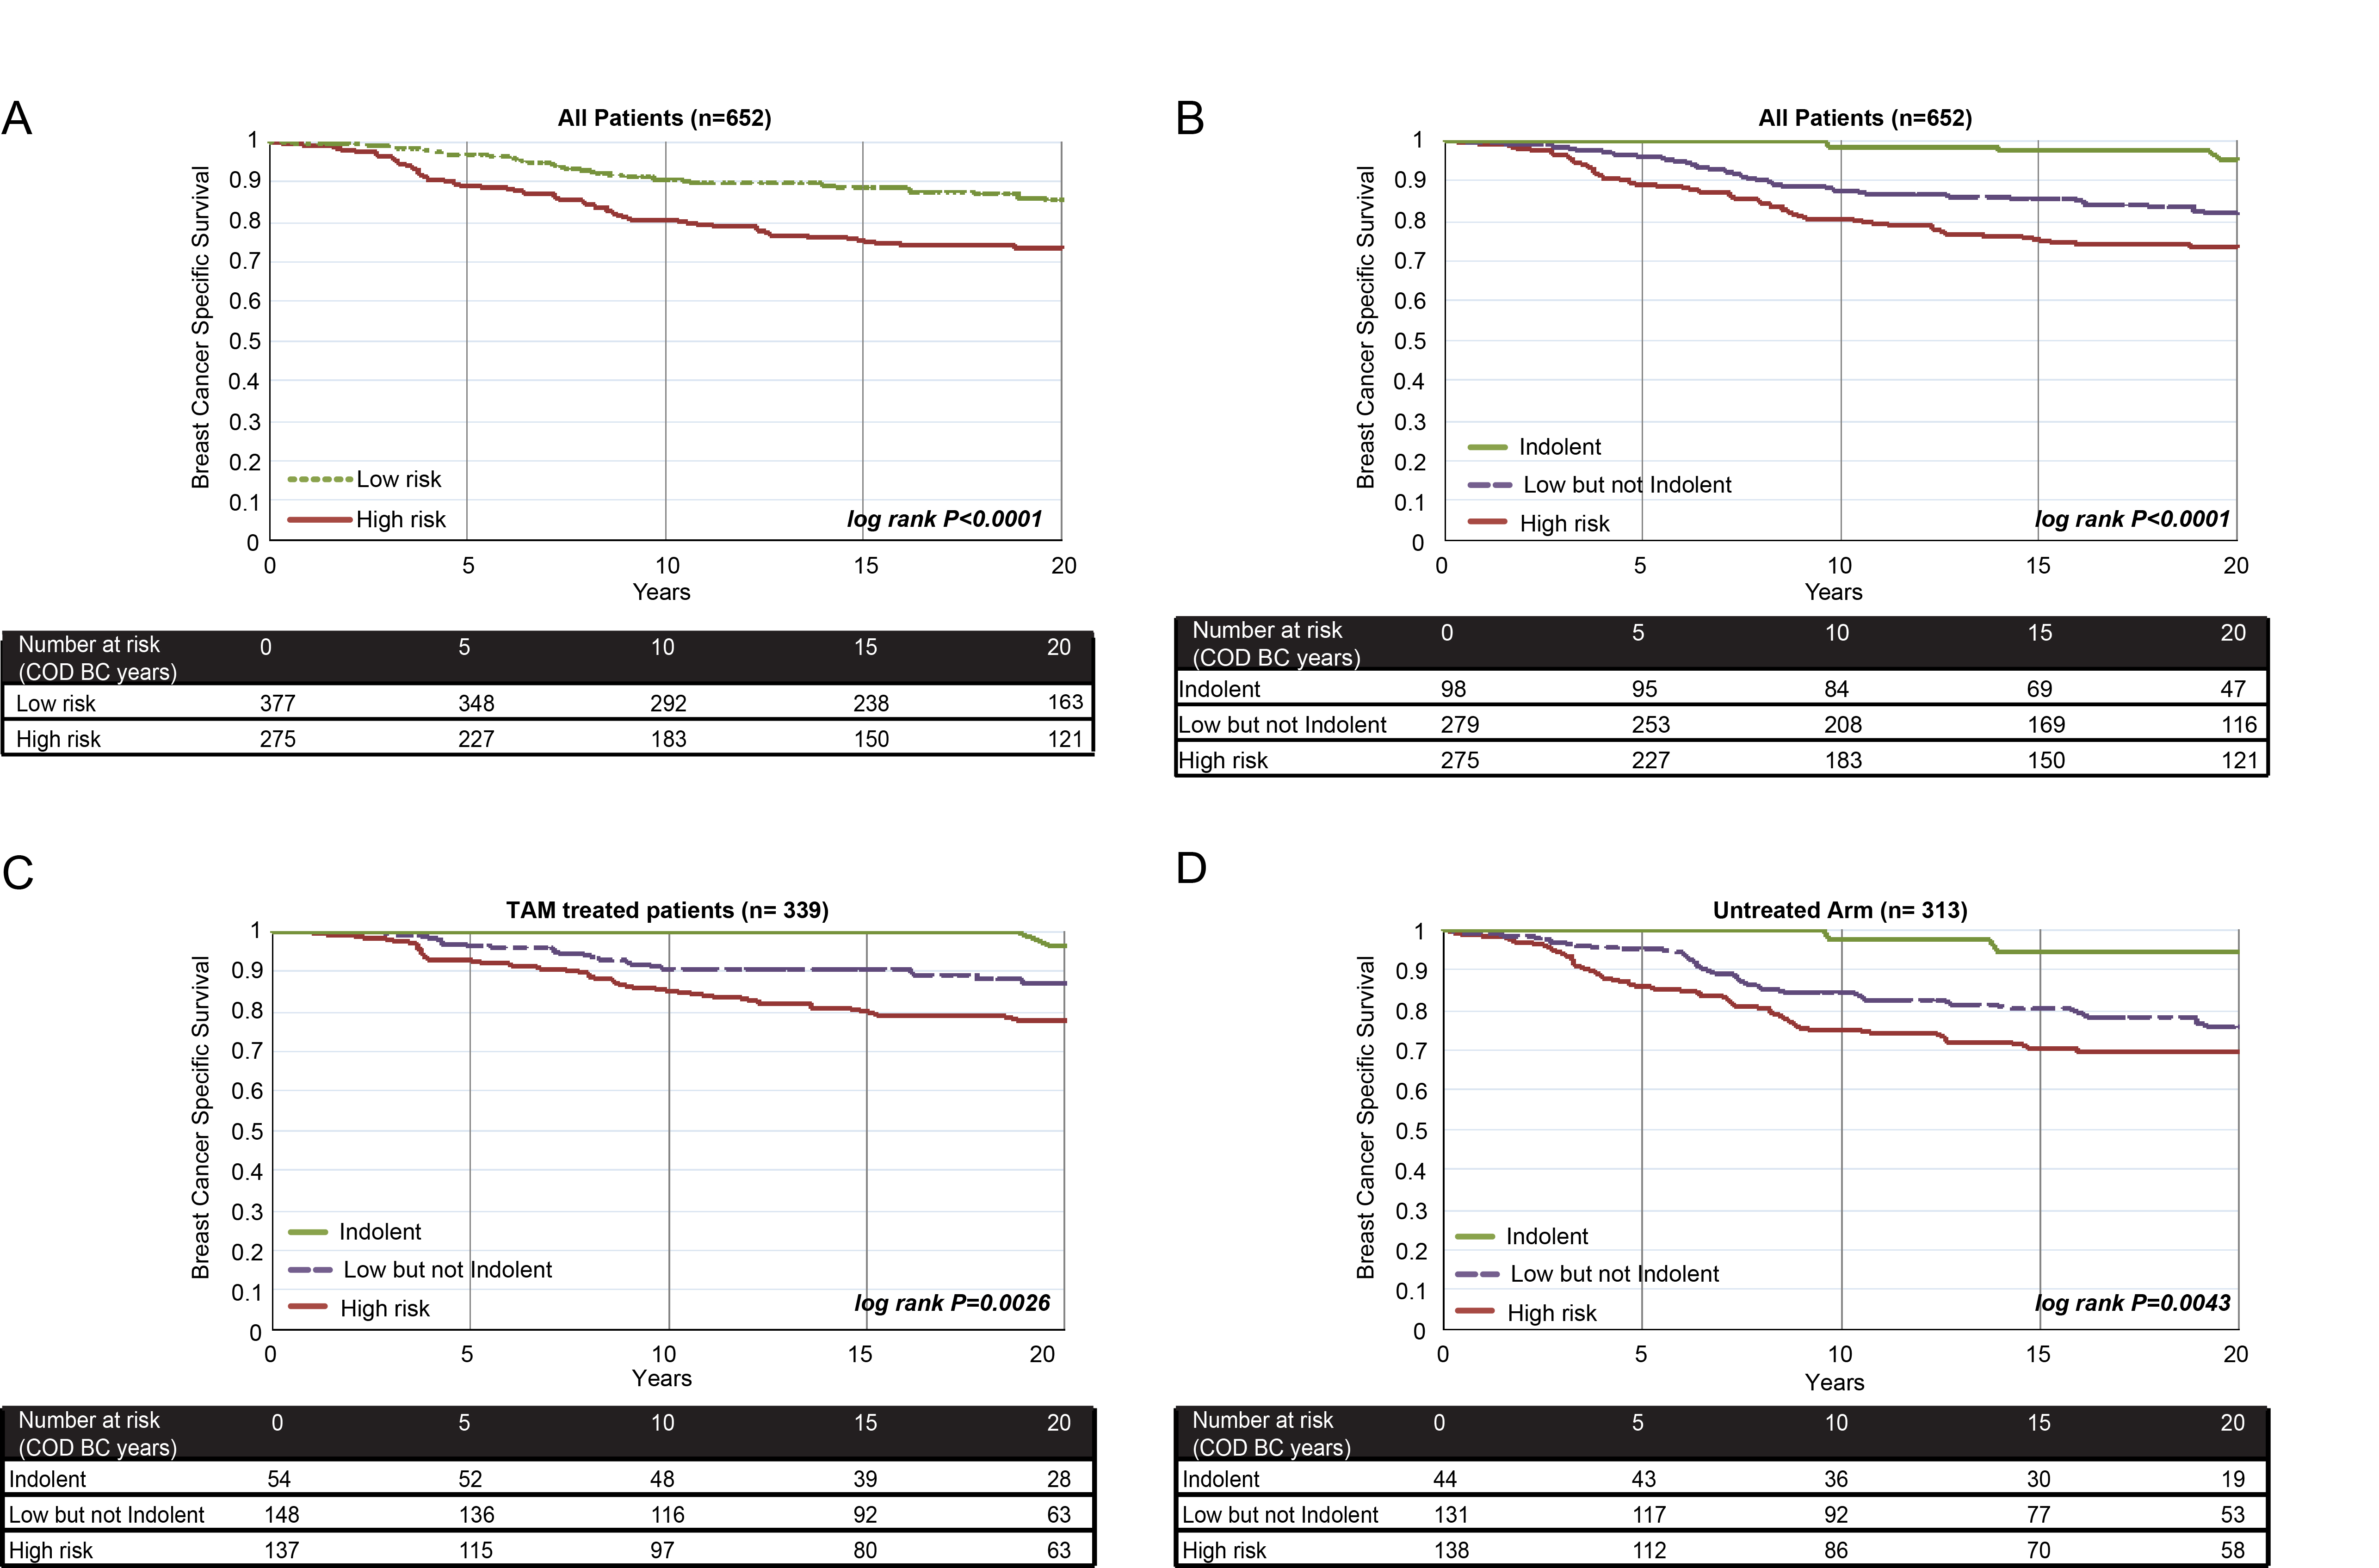 A
All Patients (n=652)
Breast Cancer Specific Survival
1
0.9
0.8
0.7
0.6
0.5
0.4
0.3
0.2
0.1
0
Low risk
High risk
log rank P<0.0001
0 5 10 15 20
Years
Number at risk 0 5 10 15 20
(COD BC years)
Low risk 377 348 292 238 163
High risk 275 227 183 150 121
B
All Patients (n=652)
Breast Cancer Specific Survival
1
0.9
0.8
0.7
0.6
0.5
0.4
0.3
0.2
0.1
0
Indolent
Low but not Indolent
High risk
log rank P<0.0001
0 5 10 15 20
Years
Number at risk 0 5 10 15 20
(COD BC years)
Indolent 98 95 84 69 47
Low but not Indolent 279 253 208 169 116
High risk 275 227 183 150 121
C
TAM treated patients (n= 339)
Breast Cancer Specific Survival
1
0.9
0.8
0.7
0.6
0.5
0.4
0.3
0.2
0.1
0
Indolent
Low but not Indolent
High risk
log rank P=0.0026
0 5 10 15 20
Years
Number at risk 0 5 10 15 20
(COD BC years)
Indolent 54 52 48 39 28
Low but not Indolent 148 136 116 92 63
High risk 137 115 97 80 63
D
Untreated Arm (n= 313)
Breast Cancer Specific Survival
1
0.9
0.8
0.7
0.6
0.5
0.4
0.3
0.2
0.1
0
Indolent
Low but not Indolent
High risk
log rank P=0.0043
0 5 10 15 20
Years
Number at risk 0 5 10 15 20
(COD BC years)
Indolent 44 43 36 30 19
Low but not Indolent 131 117 92 77 53
High risk 138 112 86 70 58